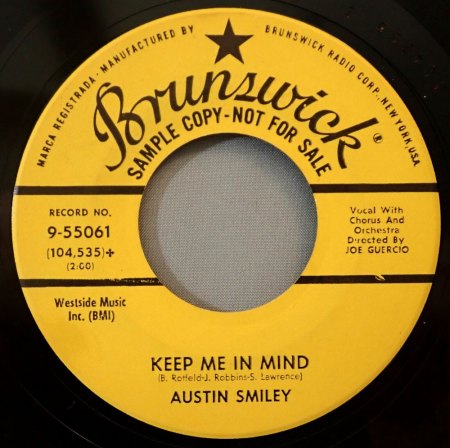 MARCA REGISTRADA · MANUFACTURED BY BRUNSWICK RADIO CORP., NEW YORK, USA
Brunswick®
SAMPLE COPY-NOT FOR SALE
RECORD NO.
9-55061
(104,535)+
(2:00)
Vocal With
Chorus And
Orchestra
Directed By
JOE GUERCIO
Westside Music
Inc. (BMI)
KEEP ME IN MIND
(B. Rotfeld-J. Robbins-S. Lawrence)
AUSTIN SMILEY